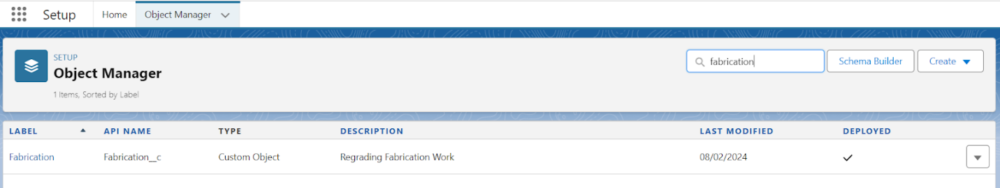 Setup Home Object Manager
SETUP
Object Manager
fabrication Schema Builder Create
1 Items, Sorted by Label
LABEL API NAME TYPE DESCRIPTION LAST MODIFIED DEPLOYED
Fabrication Fabrication__c Custom Object Regrading Fabrication Work 08/02/2024